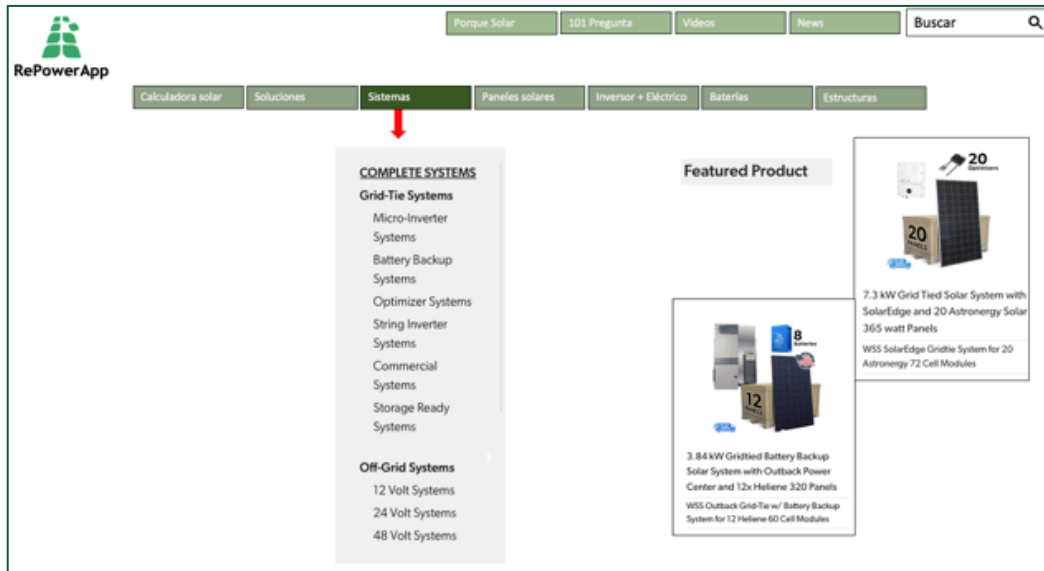 Porque Solar
101 Pregunta
Videos
News
Buscar
RePowerApp
Calculadora solar
Soluciones
Sistemas
Paneles solares
Inversor + Eléctrico
Baterías
Estructuras
COMPLETE SYSTEMS
Grid-Tie Systems
Micro-Inverter
Systems
Battery Backup
Systems
Optimizer Systems
String Inverter
Systems
Commercial
Systems
Storage Ready
Systems
Off-Grid Systems
12 Volt Systems
24 Volt Systems
48 Volt Systems
Featured Product
20
Optimizers
20
PANELS
7.3 kW Grid Tied Solar System with
SolarEdge and 20 Astronergy Solar
365 watt Panels
WSS SolarEdge Gridtie System for 20
Astronergy 72 Cell Modules
8
Batteries
12
PANELS
3.84 kW Gridtied Battery Backup
Solar System with Outback Power
Center and 12x Heliene 320 Panels
WSS Outback Grid-Tie w/ Battery Backup
System for 12 Heliene 60 Cell Modules